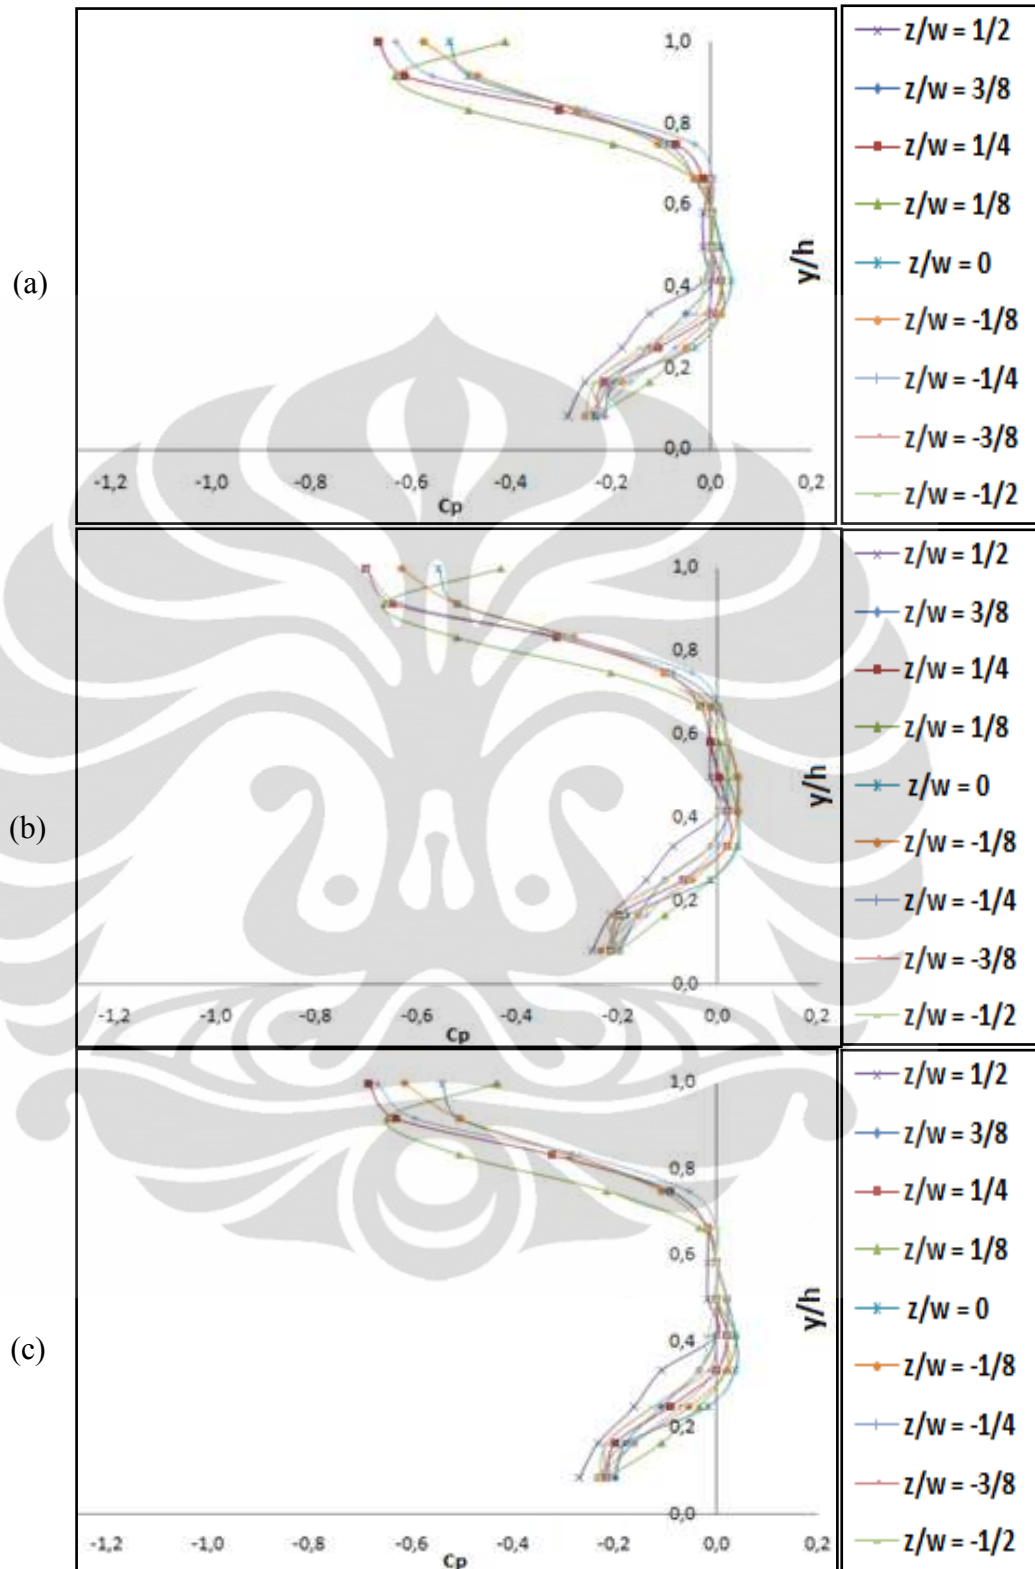 (a)
1,0
0,8
0,6
0,4
0,2
0,0
y/h
-1,2 -1,0 -0,8 -0,6 -0,4 -0,2 0,0 0,2
Cp
z/w = 1/2
z/w = 3/8
z/w = 1/4
z/w = 1/8
z/w = 0
z/w = -1/8
z/w = -1/4
z/w = -3/8
z/w = -1/2
(b)
1,0
0,8
0,6
0,4
0,2
0,0
y/h
-1,2 -1,0 -0,8 -0,6 -0,4 -0,2 0,0 0,2
Cp
z/w = 1/2
z/w = 3/8
z/w = 1/4
z/w = 1/8
z/w = 0
z/w = -1/8
z/w = -1/4
z/w = -3/8
z/w = -1/2
(c)
1,0
0,8
0,6
0,4
0,2
0,0
y/h
-1,2 -1,0 -0,8 -0,6 -0,4 -0,2 0,0 0,2
Cp
z/w = 1/2
z/w = 3/8
z/w = 1/4
z/w = 1/8
z/w = 0
z/w = -1/8
z/w = -1/4
z/w = -3/8
z/w = -1/2